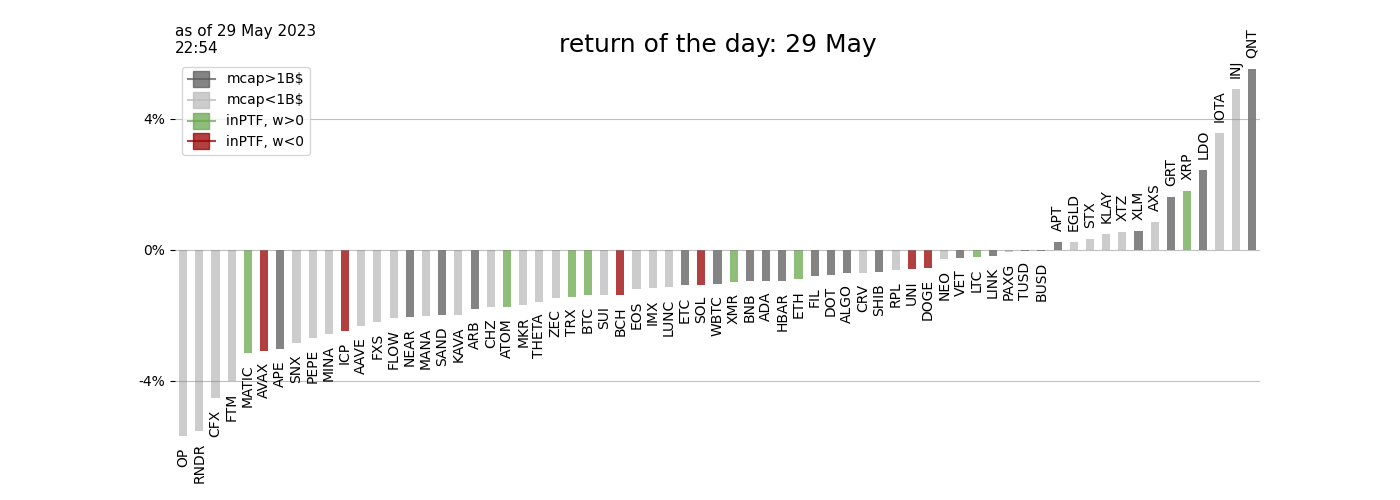 as of 29 May 2023
22:54
return of the day: 29 May
mcap>1B$
mcap<1B$
inPTF, w>0
inPTF, w<0
4%
0%
-4%
OP
RNDR
CFX
FTM
MATIC
AVAX
APE
SNX
PEPE
MINA
ICP
AAVE
FXS
FLOW
NEAR
MANA
SAND
KAVA
ARB
CHZ
ATOM
MKR
THETA
ZEC
TRX
BTC
SUI
BCH
EOS
IMX
LUNC
ETC
SOL
WBTC
XMR
BNB
ADA
HBAR
ETH
FIL
DOT
ALGO
CRV
SHIB
RPL
UNI
DOGE
NEO
VET
LTC
LINK
PAXG
TUSD
BUSD
APT
EGLD
STX
KLAY
XTZ
XLM
AXS
GRT
XRP
LDO
IOTA
INJ
QNT